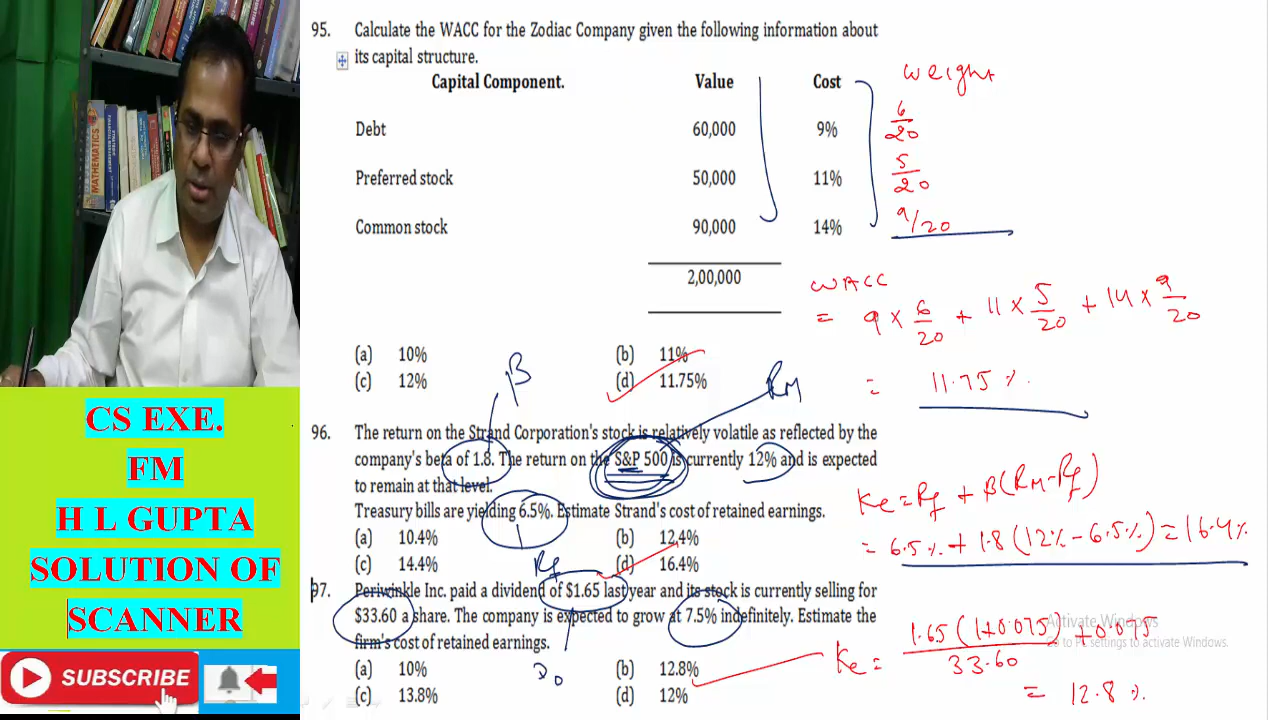 95. Calculate the WACC for the Zodiac Company given the following information about
its capital structure.
Capital Component. Value Cost weight
Debt 60,000 9% 6/20
Preferred stock 50,000 11% 5/20
Common stock 90,000 14% 9/20
2,00,000
WACC
= 9 × 6/20 + 11 × 5/20 + 14 × 9/20
= 11.75 %.
(a) 10% (b) 11%
(c) 12% (d) 11.75%
β
RM
96. The return on the Strand Corporation's stock is relatively volatile as reflected by the
company's beta of 1.8. The return on the S&P 500 is currently 12% and is expected
to remain at that level.
Treasury bills are yielding 6.5%. Estimate Strand's cost of retained earnings.
(a) 10.4% (b) 12.4%
(c) 14.4% (d) 16.4%
Rf
Ke = Rf + β(RM-Rf)
= 6.5% + 1.8 (12% - 6.5%) = 16.4%
97. Periwinkle Inc. paid a dividend of $1.65 last year and its stock is currently selling for
$33.60 a share. The company is expected to grow at 7.5% indefinitely. Estimate the
firm's cost of retained earnings.
(a) 10% (b) 12.8%
(c) 13.8% (d) 12%
D0
Ke = 1.65 (1+0.075) / 33.60 + 0.075
= 12.8 %.
Activate Windows
Go to PC settings to activate Windows.
CS EXE.
FM
H L GUPTA
SOLUTION OF
SCANNER
SUBSCRIBE
MATHEMATICS